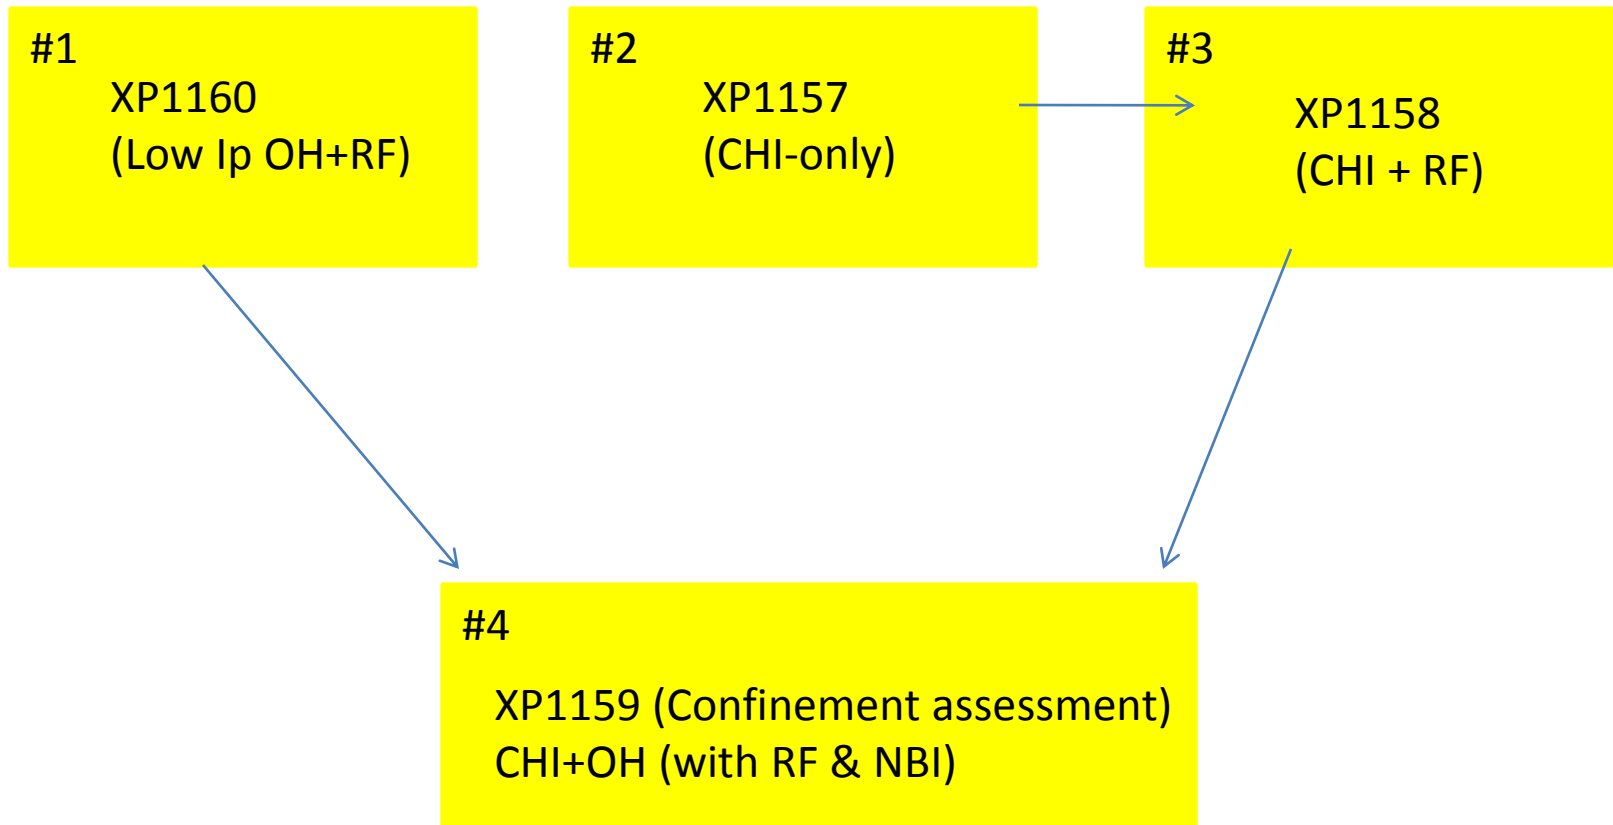 #1
XP1160
(Low Ip OH+RF)
#2
XP1157
(CHI-only)
#3
XP1158
(CHI + RF)
#4
XP1159 (Confinement assessment)
CHI+OH (with RF & NBI)